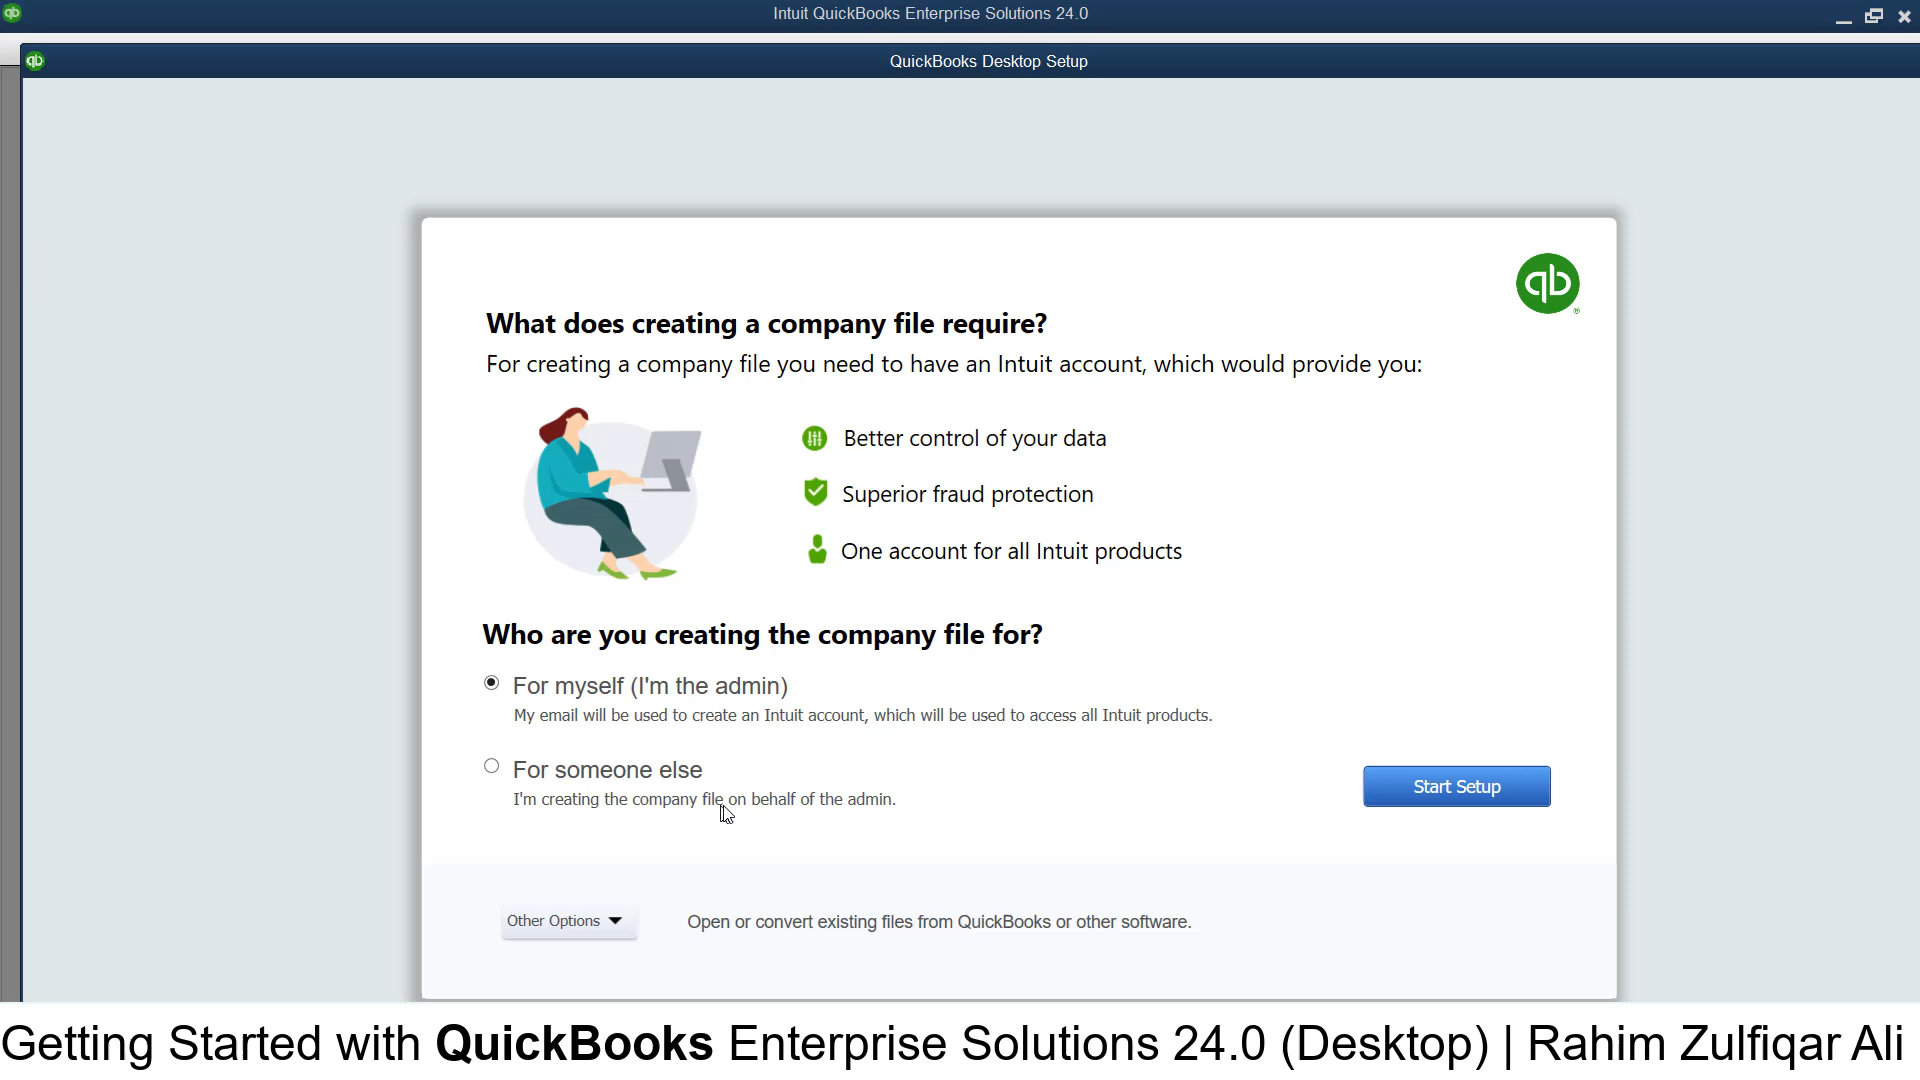 Intuit QuickBooks Enterprise Solutions 24.0
qb
QuickBooks Desktop Setup
qb
What does creating a company file require?
For creating a company file you need to have an Intuit account, which would provide you:
Better control of your data
Superior fraud protection
One account for all Intuit products
Who are you creating the company file for?
For myself (I'm the admin)
My email will be used to create an Intuit account, which will be used to access all Intuit products.
For someone else
I'm creating the company file on behalf of the admin.
Start Setup
Other Options
Open or convert existing files from QuickBooks or other software.
Getting Started with QuickBooks Enterprise Solutions 24.0 (Desktop) | Rahim Zulfiqar Ali